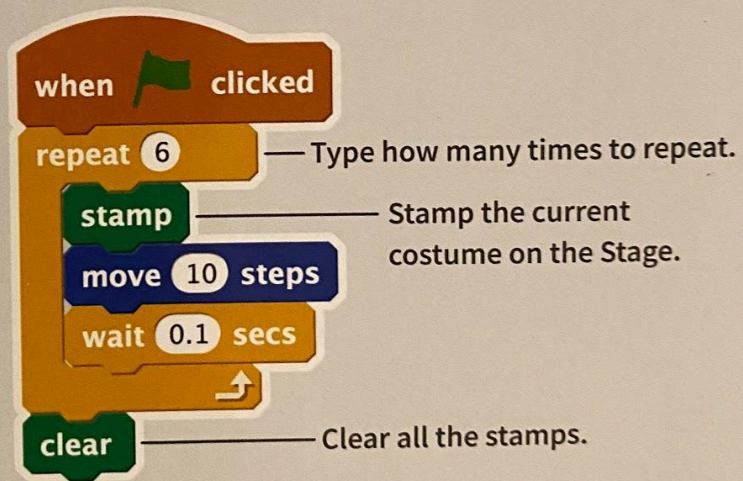 when clicked
repeat 6
Type how many times to repeat.
stamp
Stamp the current
costume on the Stage.
move 10 steps
wait 0.1 secs
clear
Clear all the stamps.